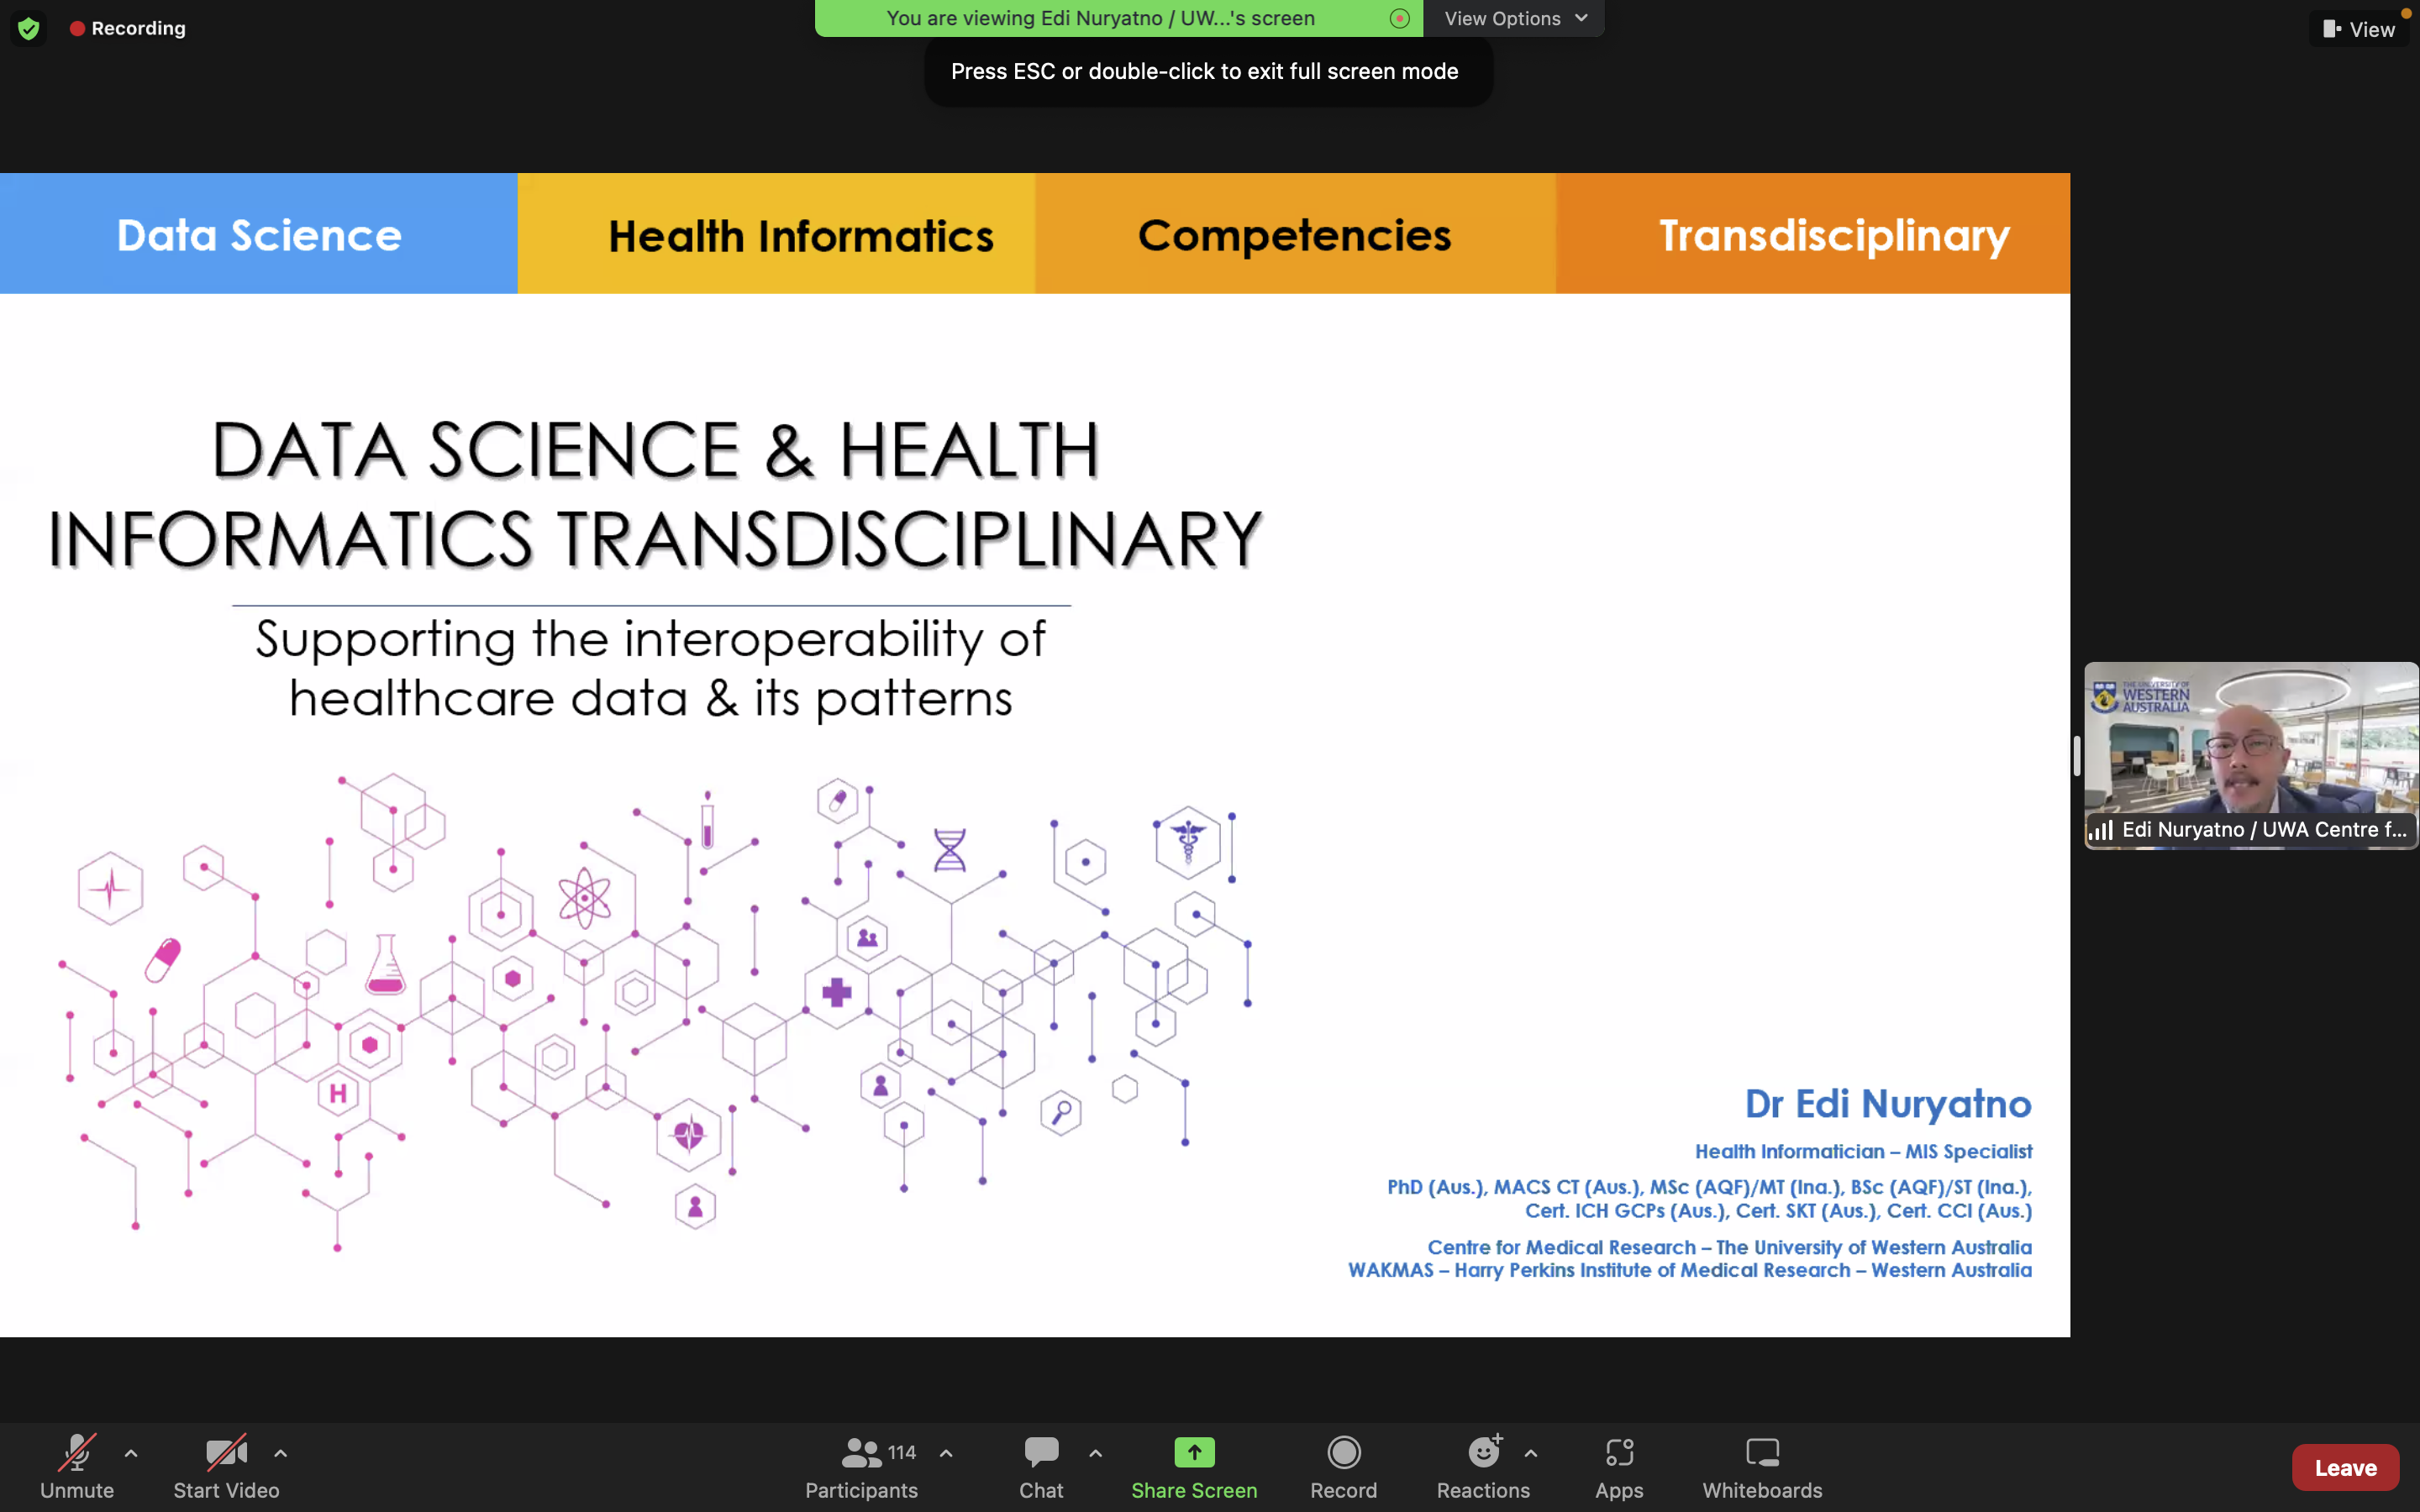 Recording
You are viewing Edi Nuryatno / UW...'s screen
View Options
View
Press ESC or double-click to exit full screen mode
Data Science
Health Informatics
Competencies
Transdisciplinary
DATA SCIENCE & HEALTH
INFORMATICS TRANSDISCIPLINARY
Supporting the interoperability of
healthcare data & its patterns
THE UNIVERSITY OF
WESTERN
AUSTRALIA
Edi Nuryatno / UWA Centre f...
H
Dr Edi Nuryatno
Health Informatician – MIS Specialist
PhD (Aus.), MACS CT (Aus.), MSc (AQF)/MT (Ina.), BSc (AQF)/ST (Ina.),
Cert. ICH GCPs (Aus.), Cert. SKT (Aus.), Cert. CCI (Aus.)
Centre for Medical Research – The University of Western Australia
WAKMAS – Harry Perkins Institute of Medical Research – Western Australia
Unmute
Start Video
114
Participants
Chat
Share Screen
Record
Reactions
Apps
Whiteboards
Leave